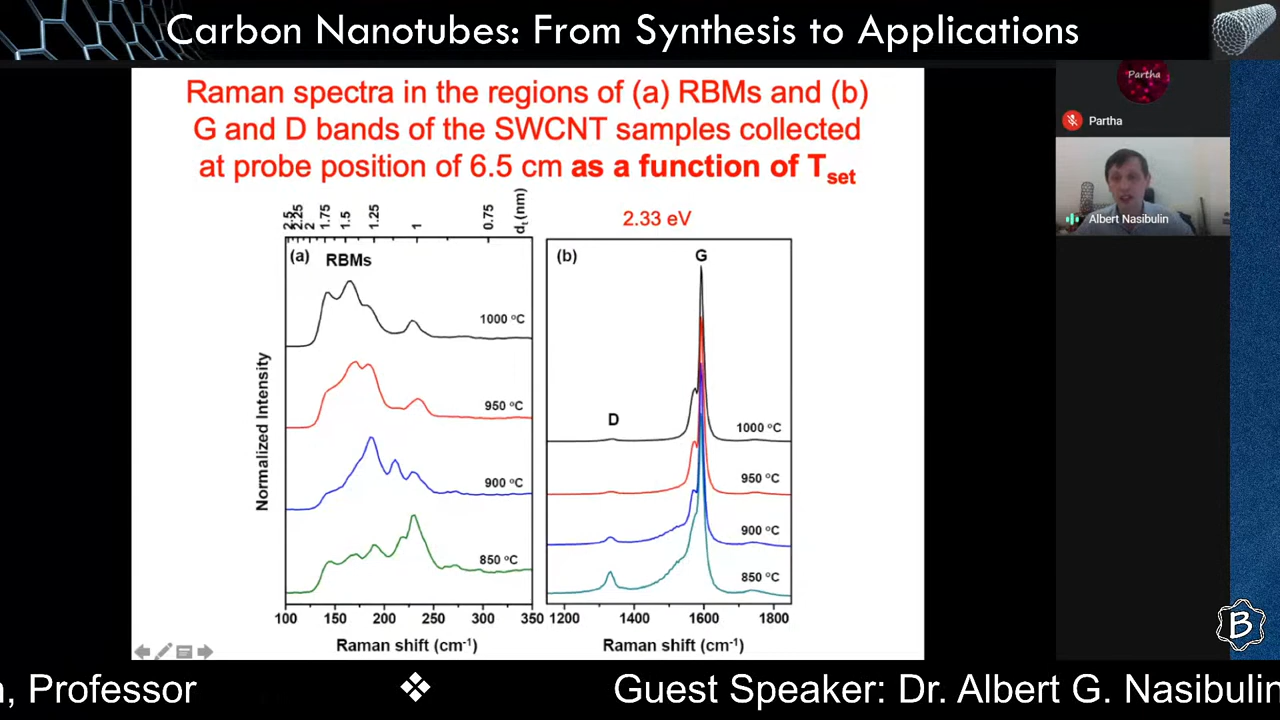 Carbon Nanotubes: From Synthesis to Applications
Raman spectra in the regions of (a) RBMs and (b)
G and D bands of the SWCNT samples collected
at probe position of 6.5 cm as a function of Tset
2.33 eV
2.5 2.25 2 1.75 1.5 1.25 1 0.75 dt(nm)
(a) RBMs
1000 °C
950 °C
900 °C
850 °C
Normalized Intensity
100 150 200 250 300 350
Raman shift (cm-1)
(b) G
D
1000 °C
950 °C
900 °C
850 °C
1200 1400 1600 1800
Raman shift (cm-1)
Partha
Partha
Albert Nasibulin
B
n, Professor ❖ Guest Speaker: Dr. Albert G. Nasibulin